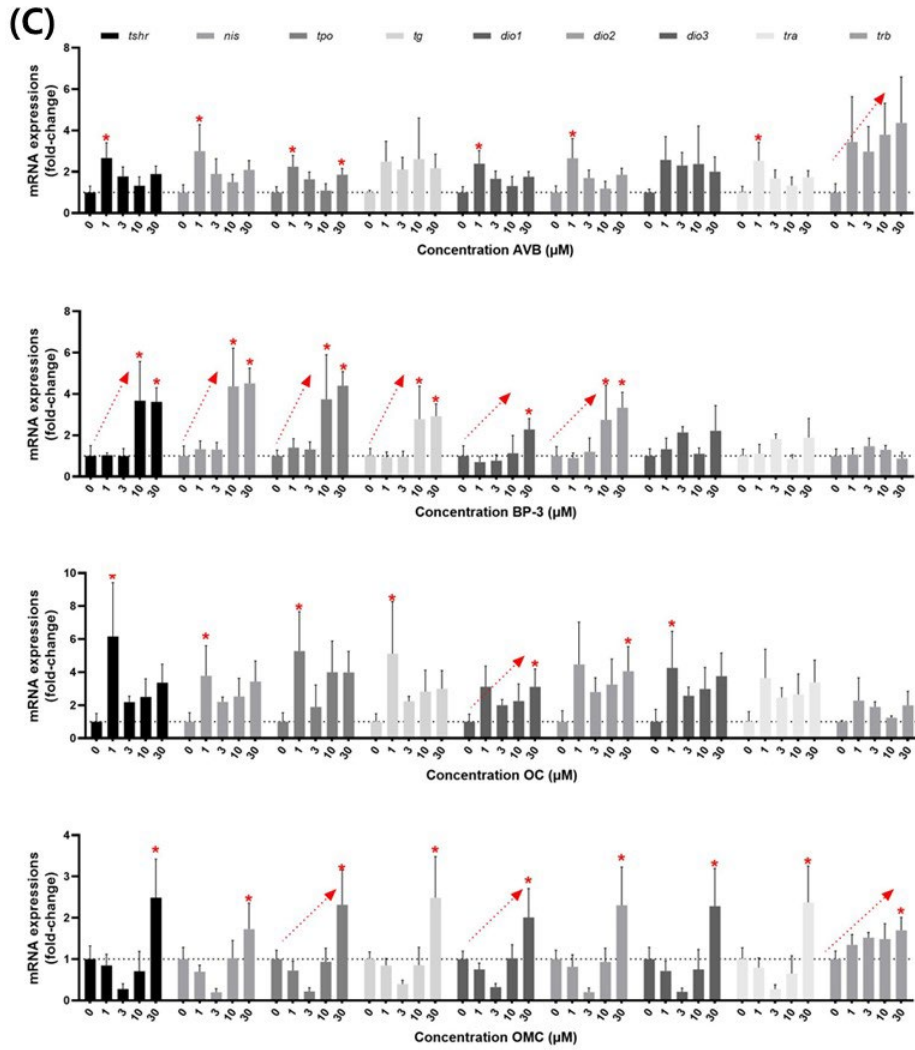 (C)
tshr nis tpo tg dio1 dio2 dio3 tra trb
mRNA expressions
(fold-change)
8
6
4
2
0
* * * * * * *
0 1 3 10 30 0 1 3 10 30 0 1 3 10 30 0 1 3 10 30 0 1 3 10 30 0 1 3 10 30 0 1 3 10 30 0 1 3 10 30 0 1 3 10 30
Concentration AVB (µM)
mRNA expressions
(fold-change)
8
6
4
2
0
* * * * * * * * * * *
0 1 3 10 30 0 1 3 10 30 0 1 3 10 30 0 1 3 10 30 0 1 3 10 30 0 1 3 10 30 0 1 3 10 30 0 1 3 10 30 0 1 3 10 30
Concentration BP-3 (µM)
mRNA expressions
(fold-change)
10
8
6
4
2
0
* * * * * * *
0 1 3 10 30 0 1 3 10 30 0 1 3 10 30 0 1 3 10 30 0 1 3 10 30 0 1 3 10 30 0 1 3 10 30 0 1 3 10 30 0 1 3 10 30
Concentration OC (µM)
mRNA expressions
(fold-change)
4
3
2
1
0
* * * * * * * * *
0 1 3 10 30 0 1 3 10 30 0 1 3 10 30 0 1 3 10 30 0 1 3 10 30 0 1 3 10 30 0 1 3 10 30 0 1 3 10 30 0 1 3 10 30
Concentration OMC (µM)